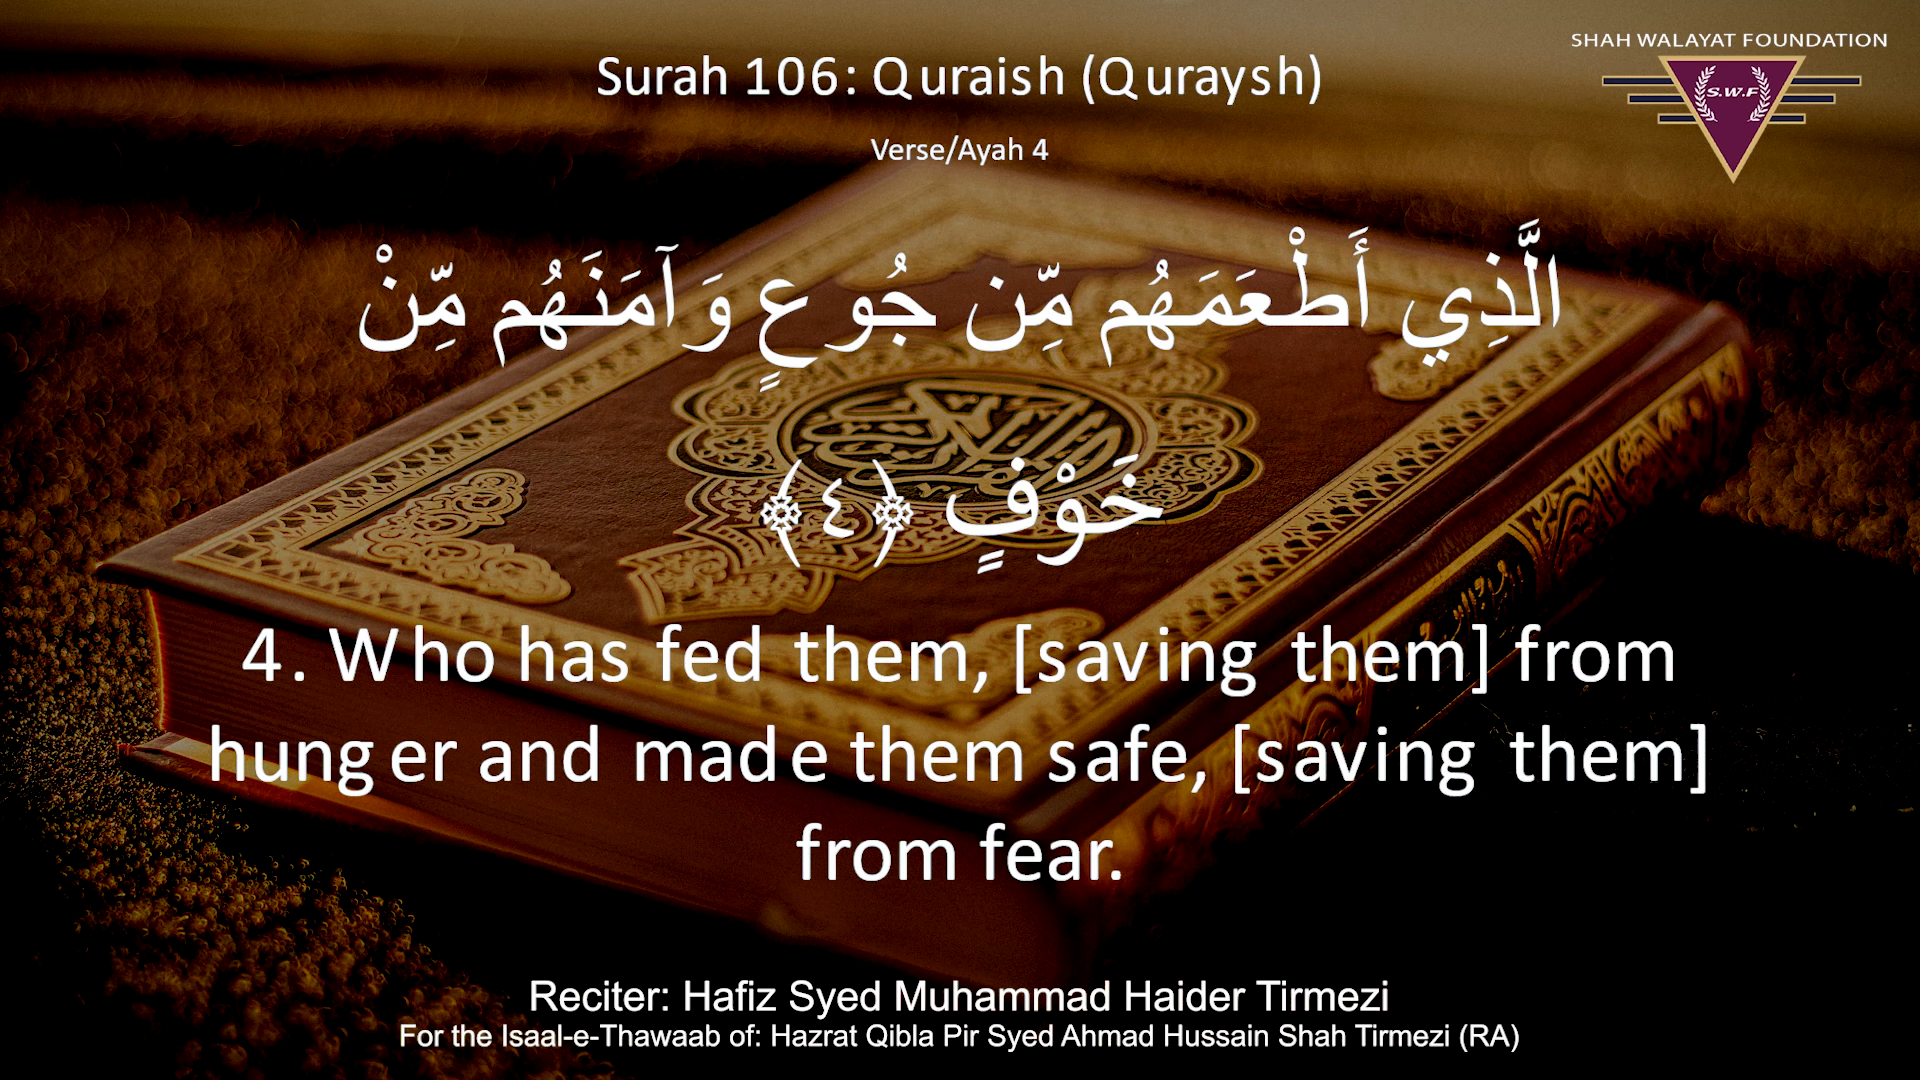 SHAH WALAYAT FOUNDATION
S.W.F
Surah 106: Quraish (Quraysh)
Verse/Ayah 4
الَّذِي أَطْعَمَهُم مِّن جُوعٍ وَآمَنَهُم مِّنْ
خَوْفٍ ﴿٤﴾
4. Who has fed them, [saving them] from
hunger and made them safe, [saving them]
from fear.
Reciter: Hafiz Syed Muhammad Haider Tirmezi
For the Isaal-e-Thawaab of: Hazrat Qibla Pir Syed Ahmad Hussain Shah Tirmezi (RA)